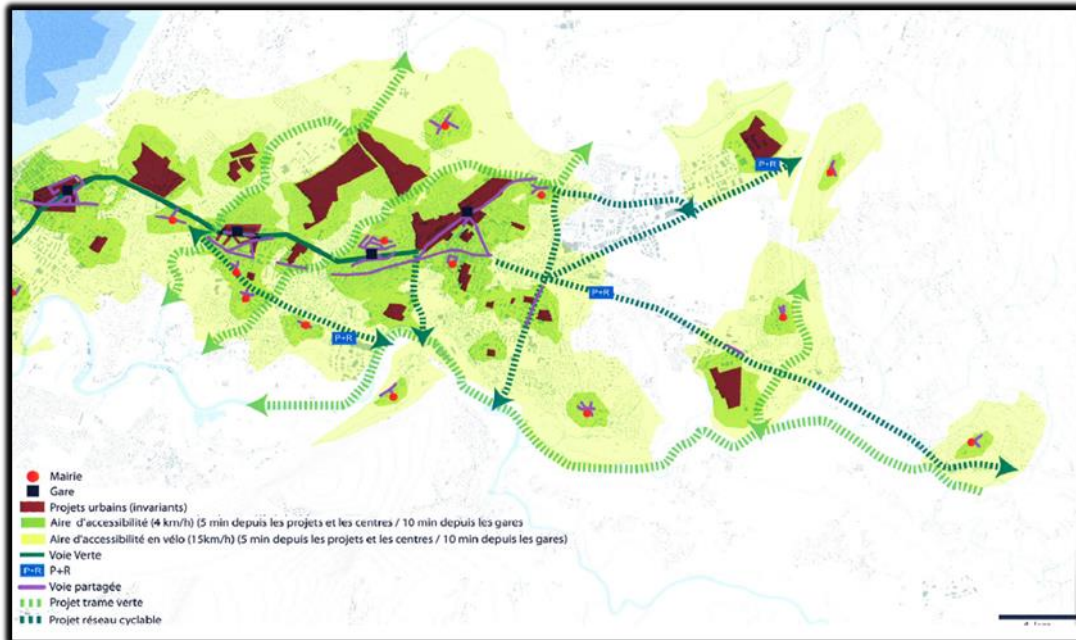 P+R
P+R
P+R
Mairie
Gare
Projets urbains (invariants)
Aire d'accessibilité (4 km/h) (5 min depuis les projets et les centres / 10 min depuis les gares
Aire d'accessibilité en vélo (15km/h) (5 min depuis les projets et les centres / 10 min depuis les gares)
Voie Verte
P+R P+R
Voie partagée
Projet trame verte
Projet réseau cyclable